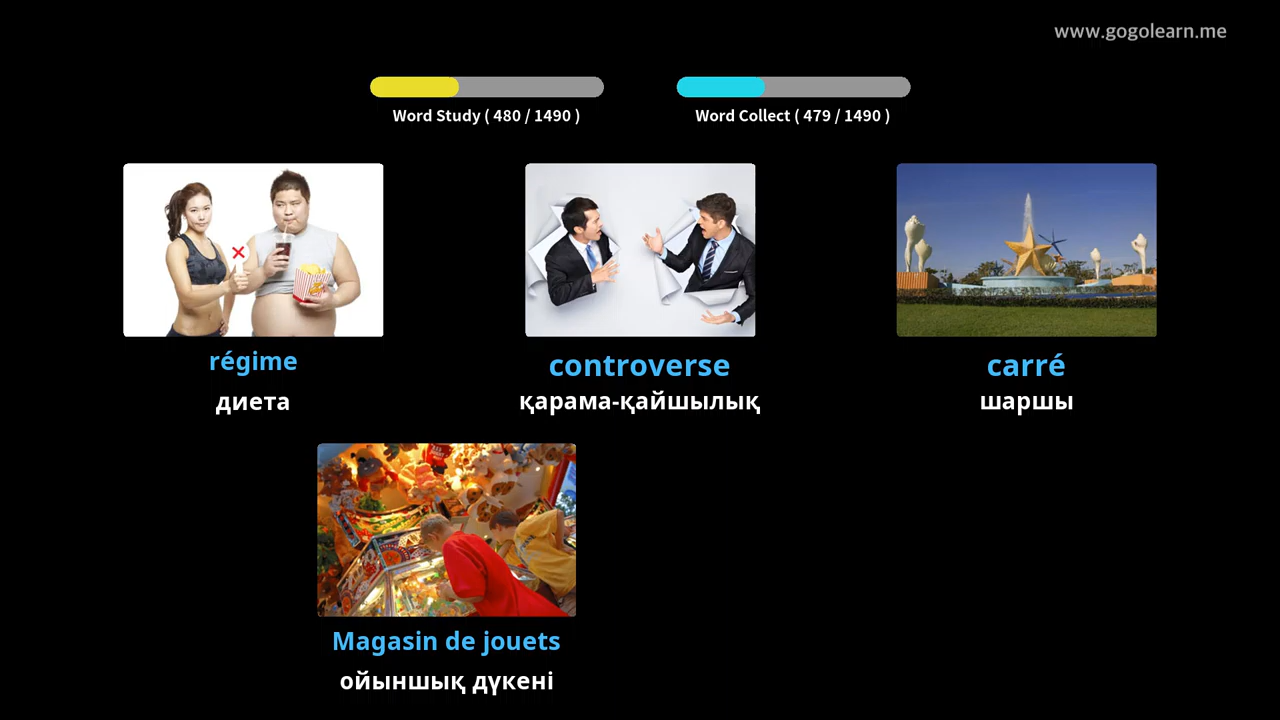 www.gogolearn.me
Word Study ( 480 / 1490 )
Word Collect ( 479 / 1490 )
régime
диета
controverse
қарама-қайшылық
carré
шаршы
Magasin de jouets
ойыншық дүкені